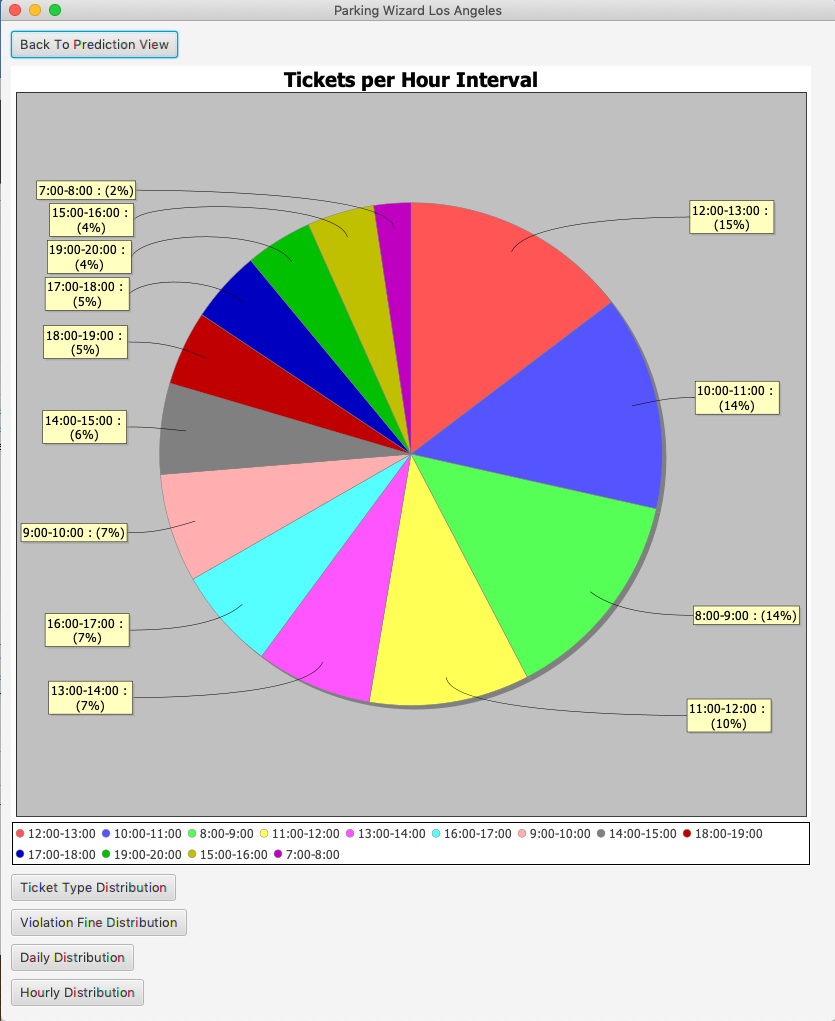 Parking Wizard Los Angeles
Back To Prediction View
Tickets per Hour Interval
7:00-8:00 : (2%)
15:00-16:00 :
(4%)
19:00-20:00 :
(4%)
17:00-18:00 :
(5%)
18:00-19:00 :
(5%)
14:00-15:00 :
(6%)
9:00-10:00 : (7%)
16:00-17:00 :
(7%)
13:00-14:00 :
(7%)
12:00-13:00 :
(15%)
10:00-11:00 :
(14%)
8:00-9:00 : (14%)
11:00-12:00 :
(10%)
12:00-13:00 10:00-11:00 8:00-9:00 11:00-12:00 13:00-14:00 16:00-17:00 9:00-10:00 14:00-15:00 18:00-19:00
17:00-18:00 19:00-20:00 15:00-16:00 7:00-8:00
Ticket Type Distribution
Violation Fine Distribution
Daily Distribution
Hourly Distribution